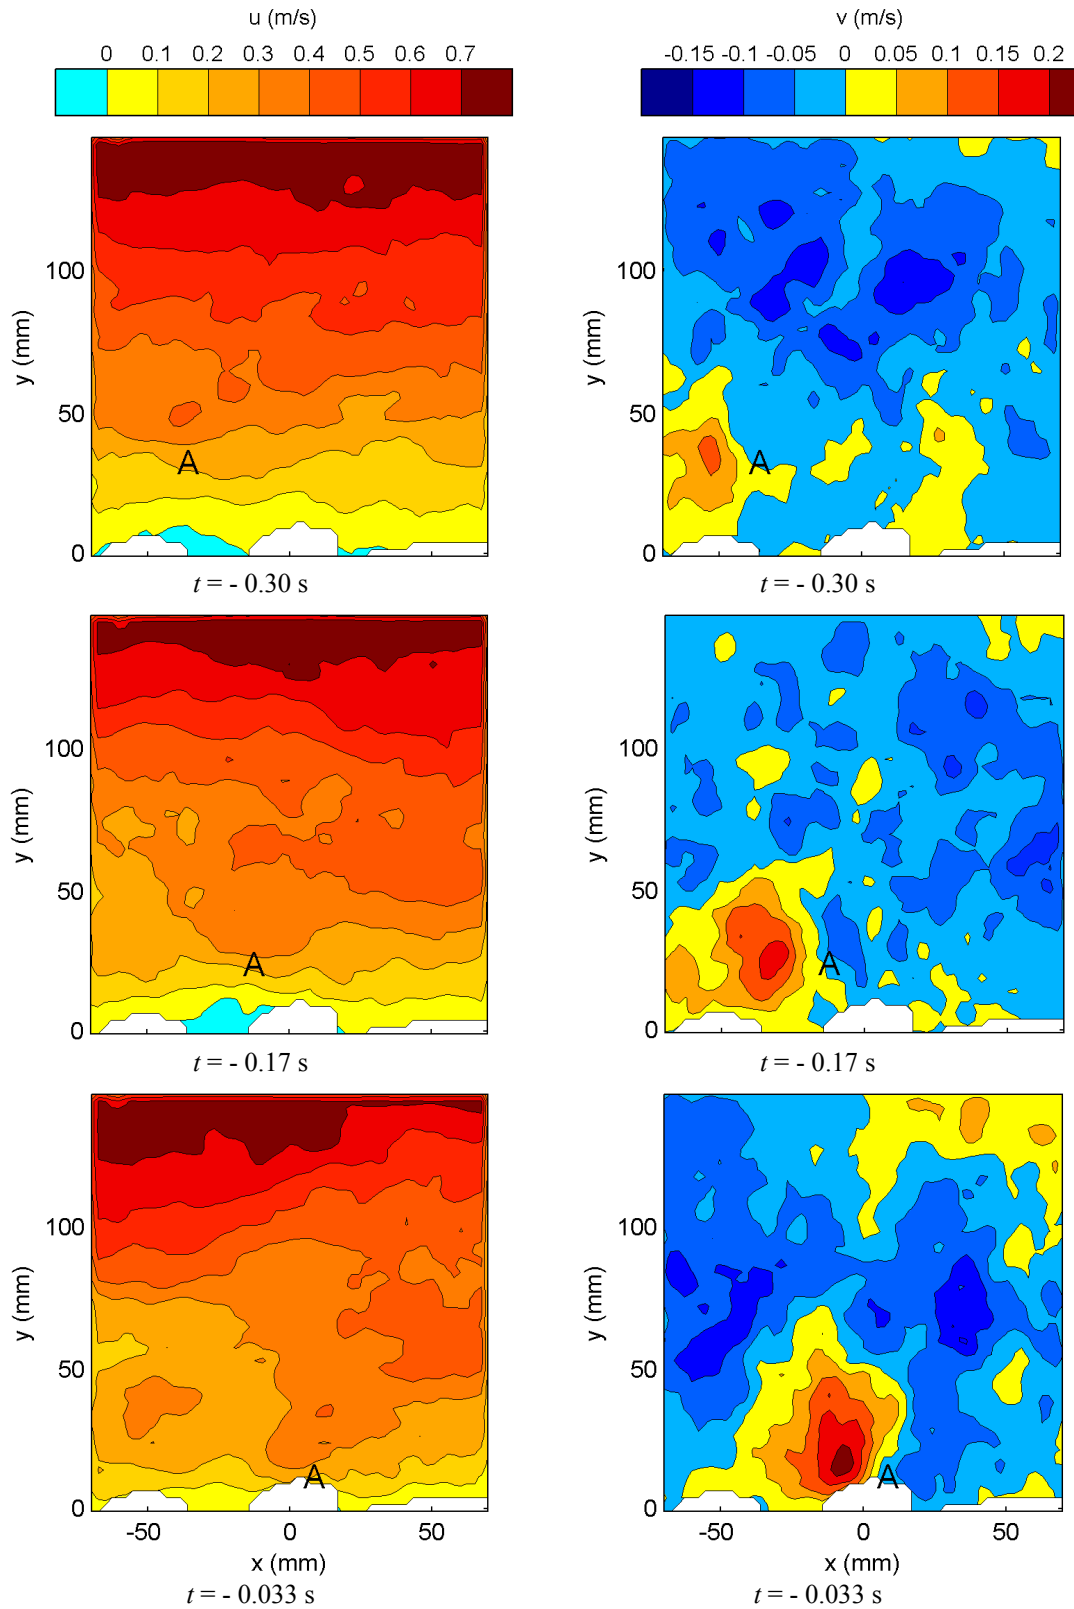 u (m/s)
v (m/s)
0 0.1 0.2 0.3 0.4 0.5 0.6 0.7
-0.15 -0.1 -0.05 0 0.05 0.1 0.15 0.2
y (mm)
100
50
0
A
y (mm)
100
50
0
A
t = - 0.30 s
t = - 0.30 s
y (mm)
100
50
0
A
y (mm)
100
50
0
A
t = - 0.17 s
t = - 0.17 s
y (mm)
100
50
0
A
-50 0 50
x (mm)
y (mm)
100
50
0
A
-50 0 50
x (mm)
t = - 0.033 s
t = - 0.033 s